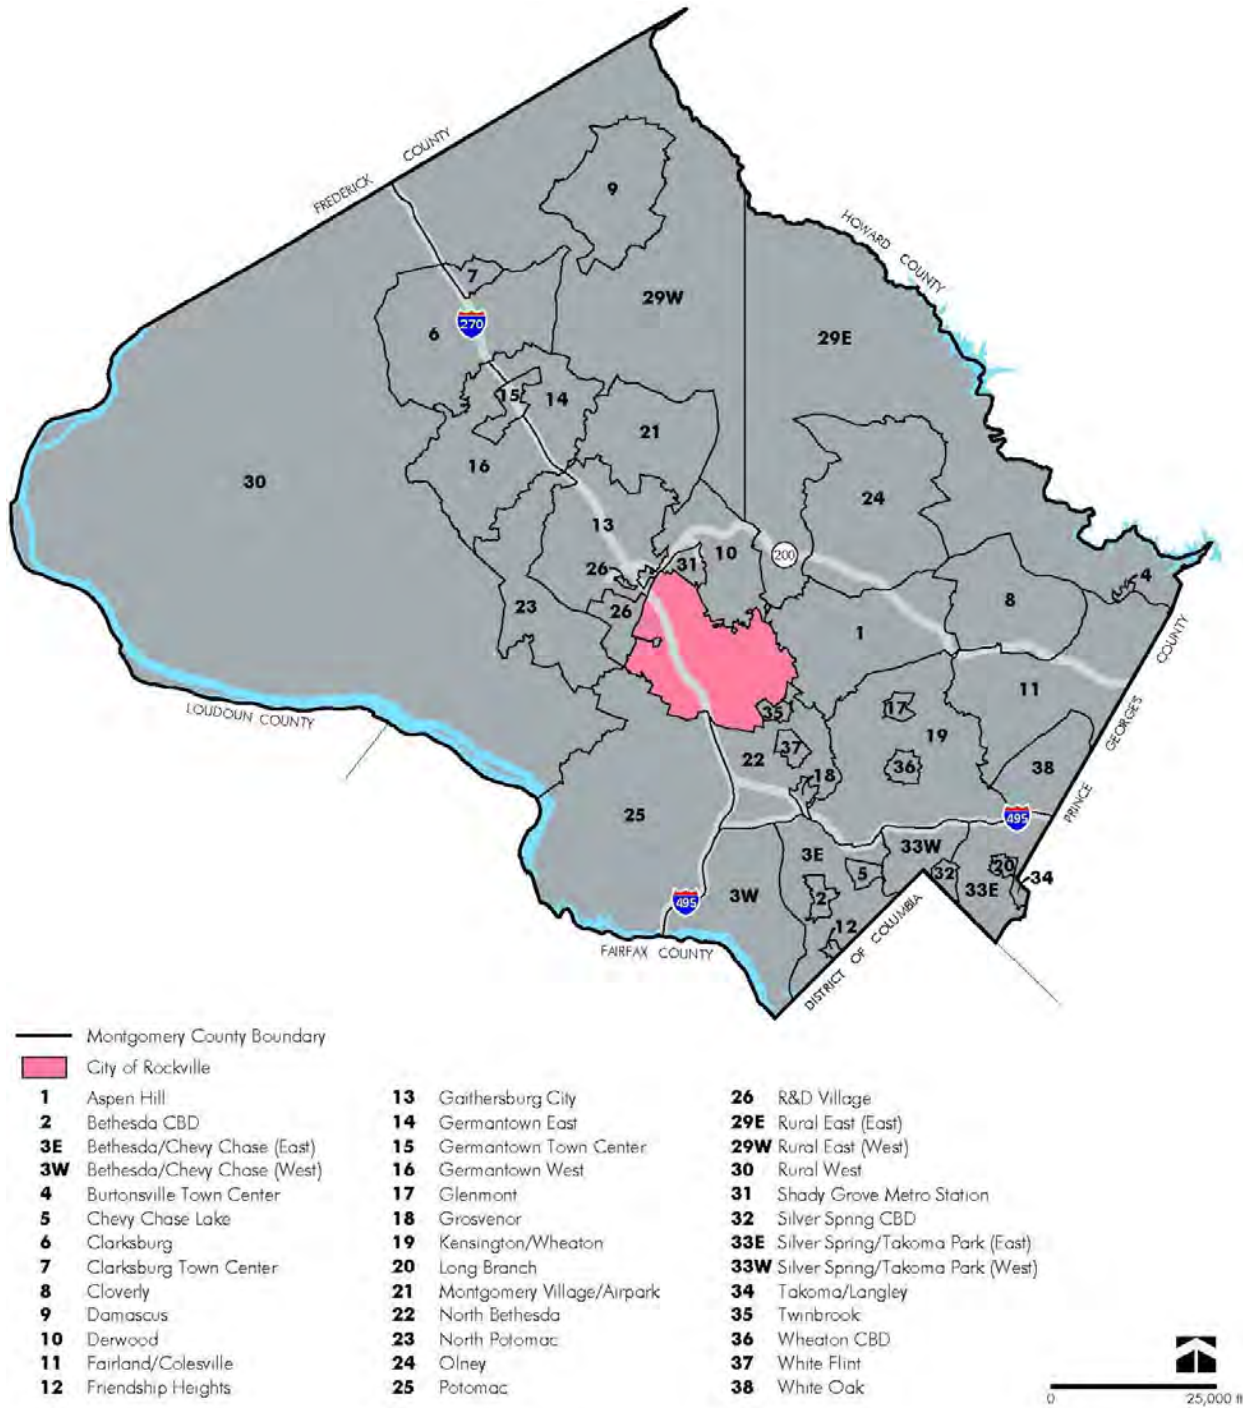 FREDERICK COUNTY
9
HOWARD COUNTY
7
29W
270
6
29E
15
14
21
16
30
24
13
200
10
31
26
4
26
23
8
1
11
PRINCE GEORGES COUNTY
LOUDOUN COUNTY
35
17
19
37
22
36
38
18
25
495
33W
3E
5
32
20
34
33E
3W
2
495
12
DISTRICT OF COLUMBIA
FAIRFAX COUNTY
Montgomery County Boundary
City of Rockville
1 Aspen Hill
2 Bethesda CBD
3E Bethesda/Chevy Chase (East)
3W Bethesda/Chevy Chase (West)
4 Burtonsville Town Center
5 Chevy Chase Lake
6 Clarksburg
7 Clarksburg Town Center
8 Cloverly
9 Damascus
10 Derwood
11 Fairland/Colesville
12 Friendship Heights
13 Gaithersburg City
14 Germantown East
15 Germantown Town Center
16 Germantown West
17 Glenmont
18 Grosvenor
19 Kensington/Wheaton
20 Long Branch
21 Montgomery Village/Airpark
22 North Bethesda
23 North Potomac
24 Olney
25 Potomac
26 R&D Village
29E Rural East (East)
29W Rural East (West)
30 Rural West
31 Shady Grove Metro Station
32 Silver Spring CBD
33E Silver Spring/Takoma Park (East)
33W Silver Spring/Takoma Park (West)
34 Takoma/Langley
35 Twinbrook
36 Wheaton CBD
37 White Flint
38 White Oak
0 25,000 ft